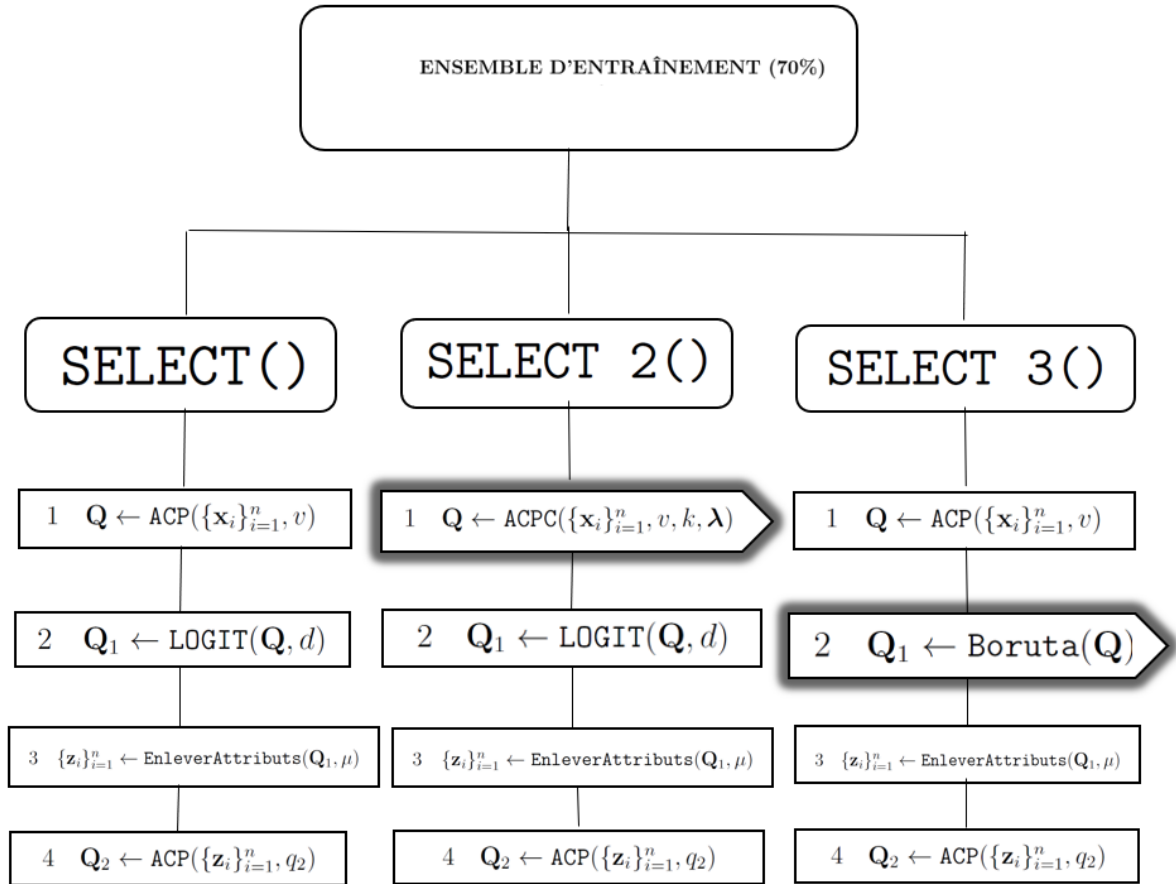 ENSEMBLE D'ENTRAÎNEMENT (70%)
SELECT()
SELECT 2()
SELECT 3()
1 Q ← ACP({x_i}_{i=1}^n, v)
1 Q ← ACPC({x_i}_{i=1}^n, v, k, λ)
1 Q ← ACP({x_i}_{i=1}^n, v)
2 Q_1 ← LOGIT(Q, d)
2 Q_1 ← LOGIT(Q, d)
2 Q_1 ← Boruta(Q)
3 {z_i}_{i=1}^n ← EnleverAttributs(Q_1, μ)
3 {z_i}_{i=1}^n ← EnleverAttributs(Q_1, μ)
3 {z_i}_{i=1}^n ← EnleverAttributs(Q_1, μ)
4 Q_2 ← ACP({z_i}_{i=1}^n, q_2)
4 Q_2 ← ACP({z_i}_{i=1}^n, q_2)
4 Q_2 ← ACP({z_i}_{i=1}^n, q_2)